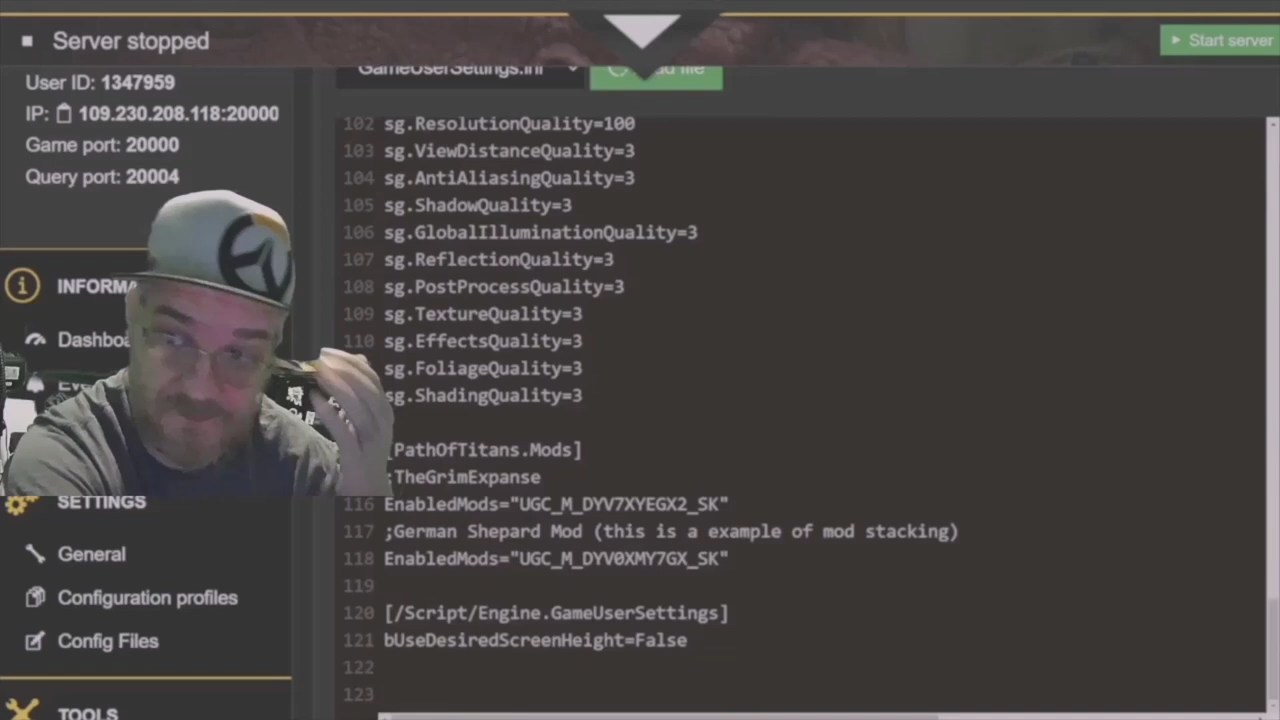 Server stopped
Start server
User ID: 1347959
IP: 109.230.208.118:20000
Game port: 20000
Query port: 20004
INFORMA
Dashboa
Eve
SETTINGS
General
Configuration profiles
Config Files
TOOLS
GameUserSettings.ini
file
102 sg.ResolutionQuality=100
103 sg.ViewDistanceQuality=3
104 sg.AntiAliasingQuality=3
105 sg.ShadowQuality=3
106 sg.GlobalIlluminationQuality=3
107 sg.ReflectionQuality=3
108 sg.PostProcessQuality=3
109 sg.TextureQuality=3
110 sg.EffectsQuality=3
sg.FoliageQuality=3
sg.ShadingQuality=3
[PathOfTitans.Mods]
;TheGrimExpanse
116 EnabledMods="UGC_M_DYV7XYEGX2_SK"
117 ;German Shepard Mod (this is a example of mod stacking)
118 EnabledMods="UGC_M_DYV0XMY7GX_SK"
119
120 [/Script/Engine.GameUserSettings]
121 bUseDesiredScreenHeight=False
122
123